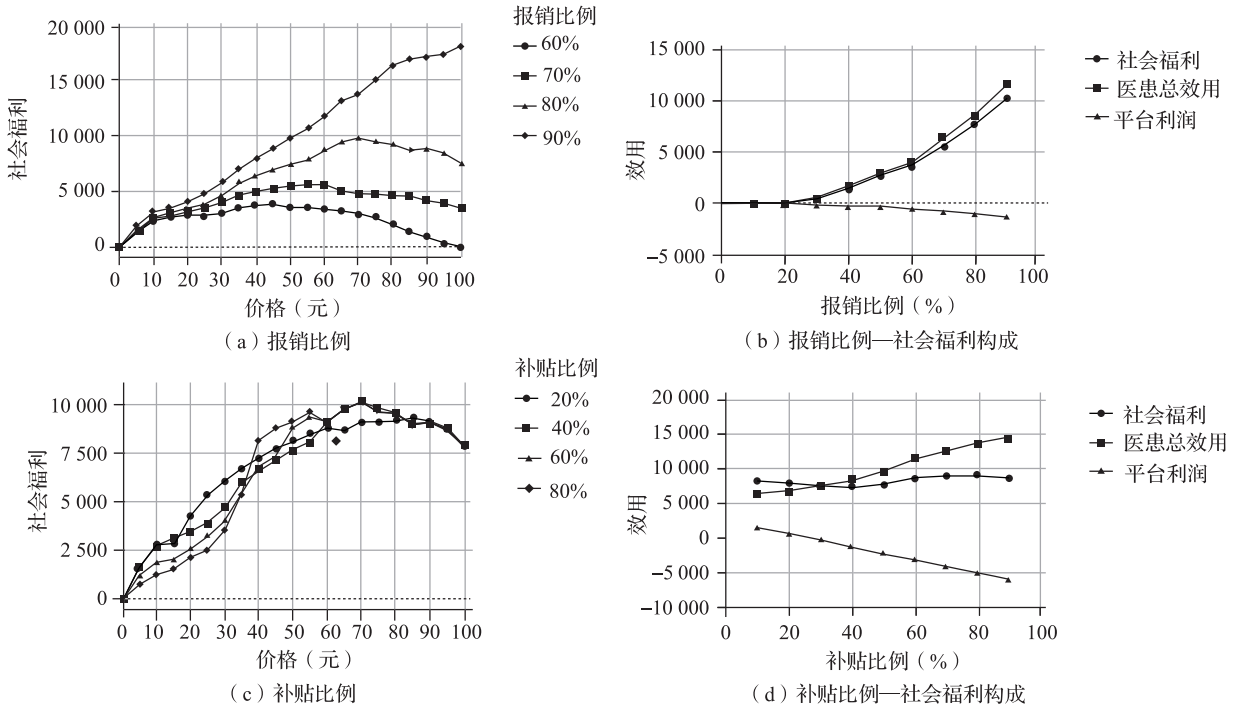 报销比例
60%
70%
80%
90%
社会福利
20 000
15 000
10 000
5 000
0
0 10 20 30 40 50 60 70 80 90 100
价格（元）
（a）报销比例
社会福利
医患总效用
平台利润
效用
15 000
10 000
5 000
0
−5 000
0 20 40 60 80 100
报销比例（%）
（b）报销比例—社会福利构成
补贴比例
20%
40%
60%
80%
社会福利
10 000
7 500
5 000
2 500
0
0 10 20 30 40 50 60 70 80 90 100
价格（元）
（c）补贴比例
社会福利
医患总效用
平台利润
效用
20 000
15 000
10 000
5 000
0
−5 000
−10 000
0 20 40 60 80 100
补贴比例（%）
（d）补贴比例—社会福利构成